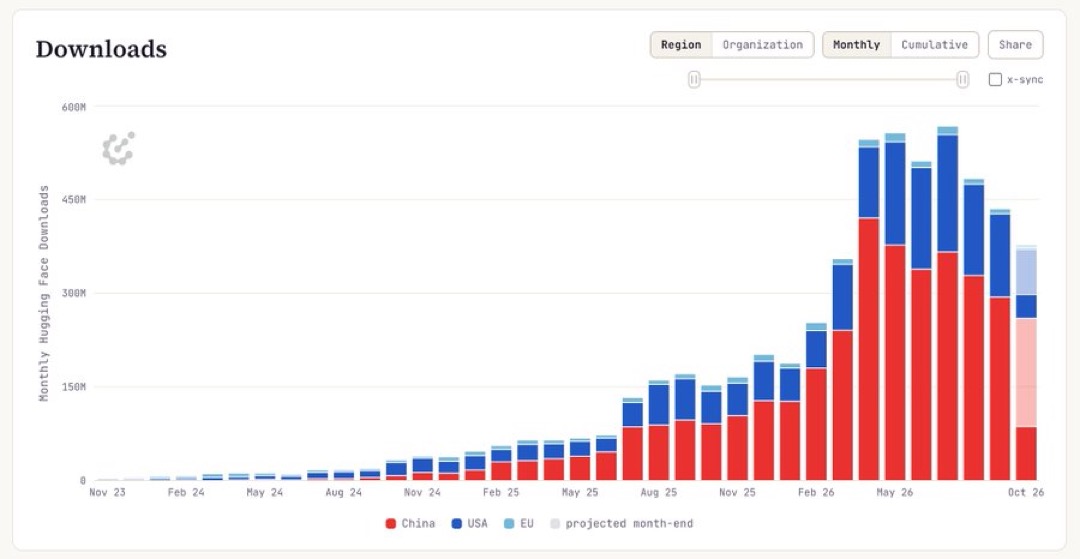 Downloads
Region Organization Monthly Cumulative Share
x-sync
Monthly Hugging Face Downloads
600M
450M
300M
150M
0
Nov 23 Feb 24 May 24 Aug 24 Nov 24 Feb 25 May 25 Aug 25 Nov 25 Feb 26 May 26 Oct 26
China USA EU projected month-end